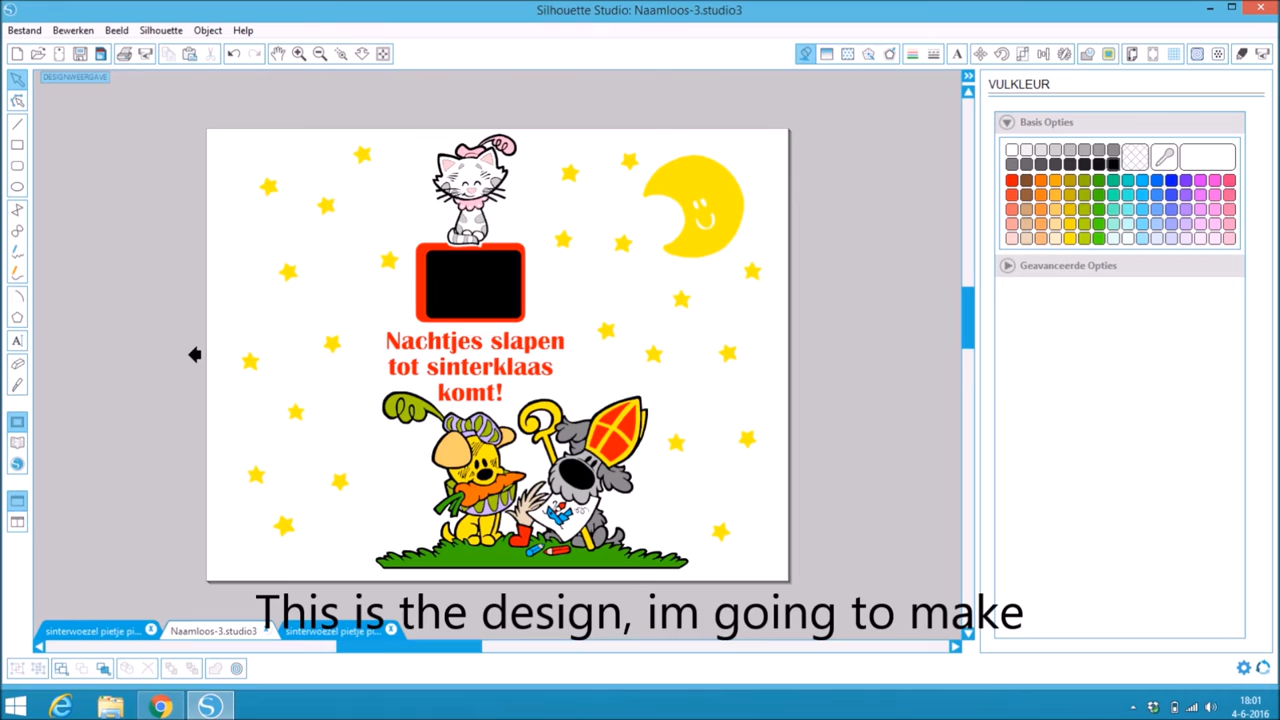 Silhouette Studio: Naamloos-3.studio3
Bestand Bewerken Beeld Silhouette Object Help
DESIGNWEERGAVE
VULKLEUR
Basis Opties
Geavanceerde Opties
Nachtjes slapen
tot sinterklaas
komt!
This is the design, im going to make
sinterwoezel pietje pi... Naamloos-3.studio3 sinterwoezel pietje pi...
18:01
4-6-2016